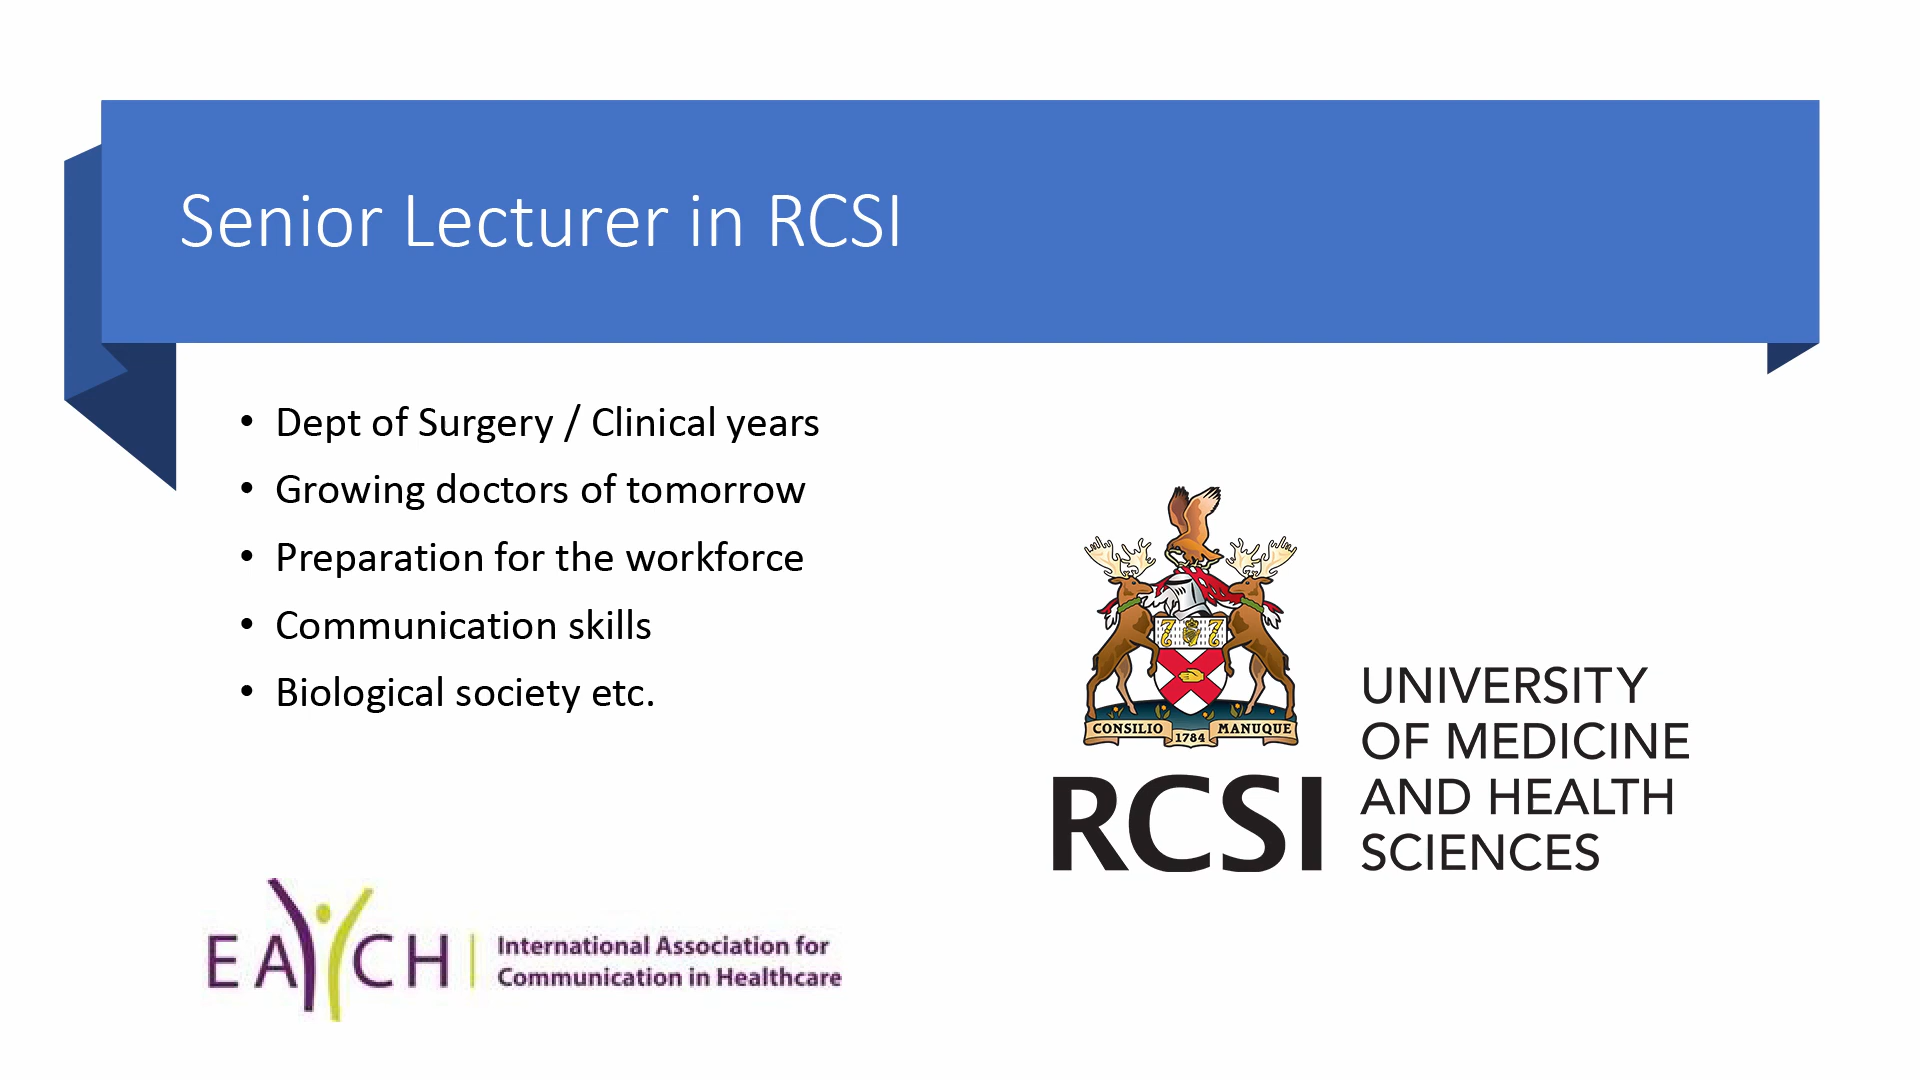 Senior Lecturer in RCSI
• Dept of Surgery / Clinical years
• Growing doctors of tomorrow
• Preparation for the workforce
• Communication skills
• Biological society etc.
CONSILIO 1784 MANUQUE
RCSI
UNIVERSITY
OF MEDICINE
AND HEALTH
SCIENCES
EACH
International Association for
Communication in Healthcare